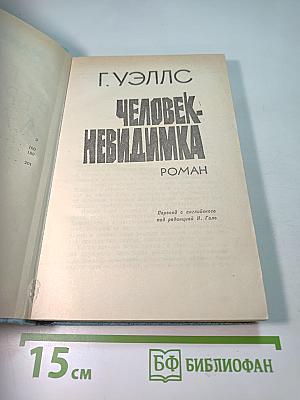 Г. УЭЛЛС
ЧЕЛОВЕК-
НЕВИДИМКА
РОМАН
Перевод с английского
под редакцией Н. Галь
15 см
БФ БИБЛИОФАН